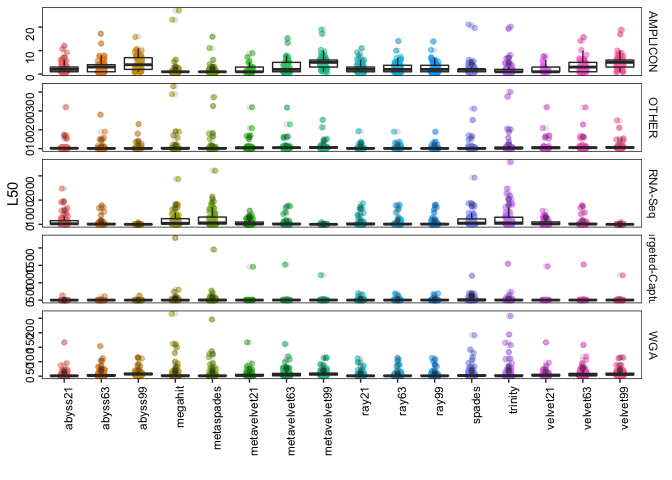 AMPLICON
20
10
0
OTHER
0100200300
RNA-Seq
L50
WGA
abyss21
abyss63
abyss99
megahit
metaspades
metavelvet21
metavelvet63
metavelvet99
ray21
ray63
ray99
spades
trinity
velvet21
velvet63
velvet99